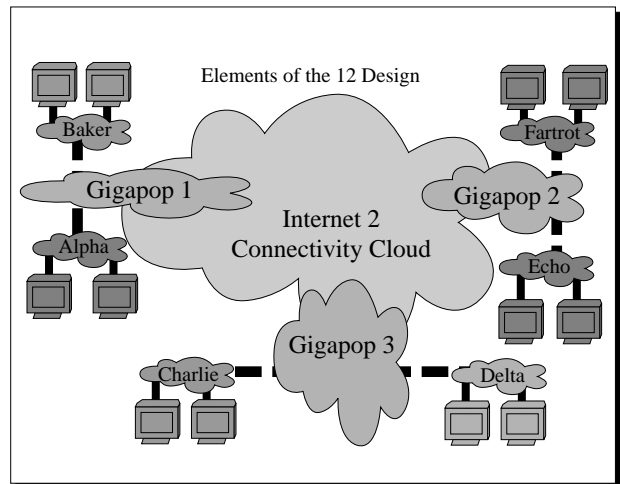 Elements of the 12 Design
Baker
Fartrot
Gigapop 1
Gigapop 2
Internet 2
Connectivity Cloud
Alpha
Echo
Gigapop 3
Charlie
Delta